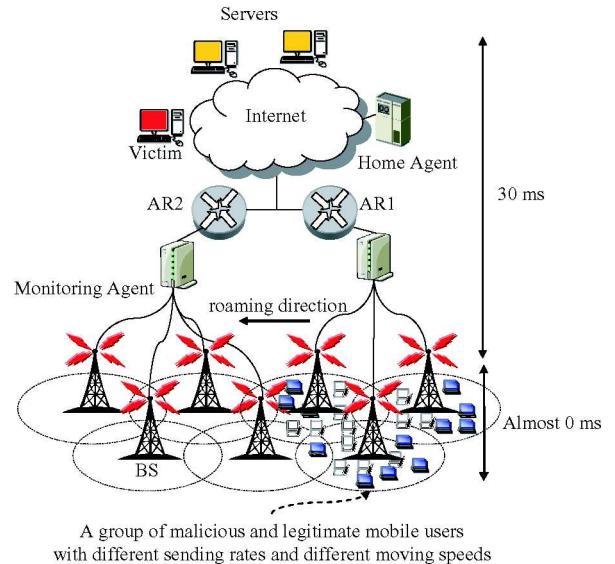 Servers
Internet
Victim
Home Agent
AR2
AR1
30 ms
Monitoring Agent
roaming direction
Almost 0 ms
BS
A group of malicious and legitimate mobile users
with different sending rates and different moving speeds